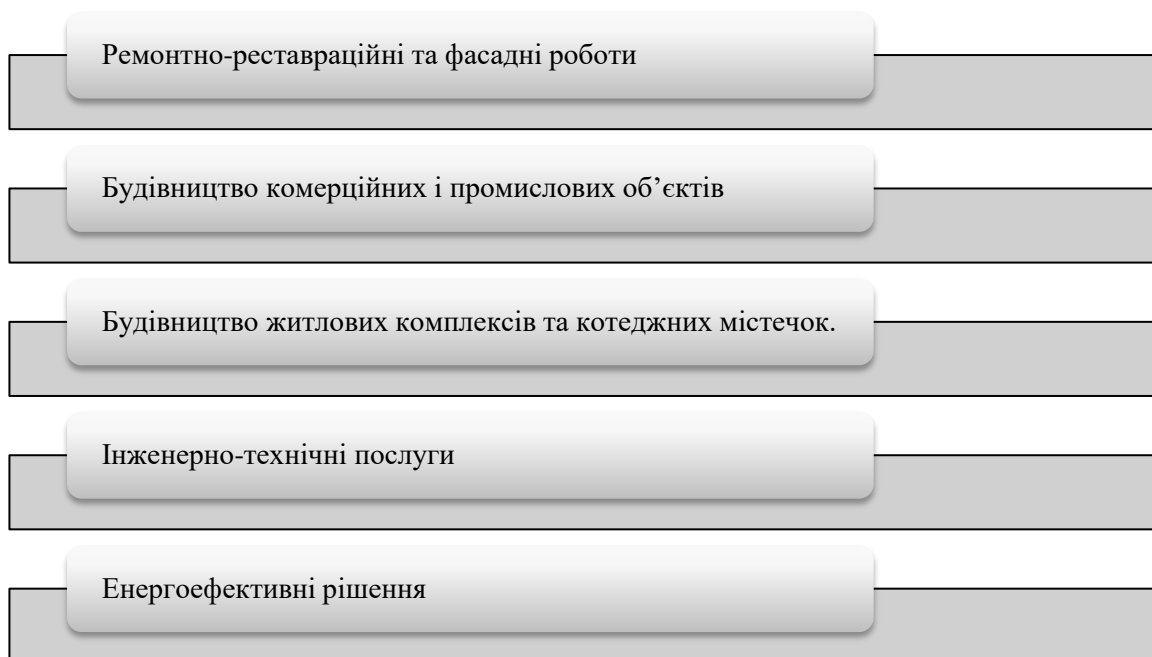 Ремонтно-реставраційні та фасадні роботи
Будівництво комерційних і промислових об’єктів
Будівництво житлових комплексів та котеджних містечок.
Інженерно-технічні послуги
Енергоефективні рішення